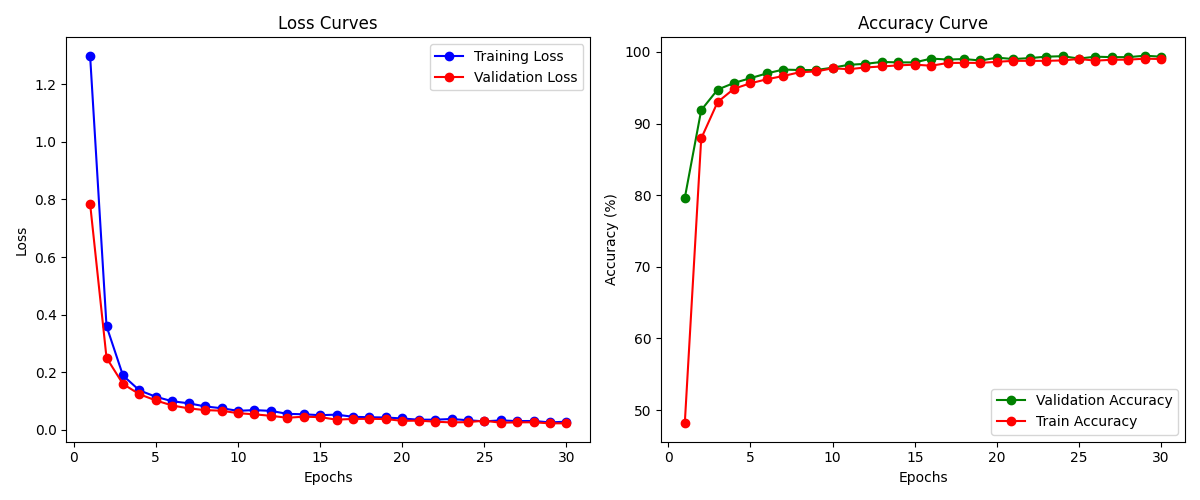 Loss Curves
Training Loss
Validation Loss
Loss
1.2
1.0
0.8
0.6
0.4
0.2
0.0
0 5 10 15 20 25 30
Epochs
Accuracy Curve
Accuracy (%)
100
90
80
70
60
50
Validation Accuracy
Train Accuracy
0 5 10 15 20 25 30
Epochs